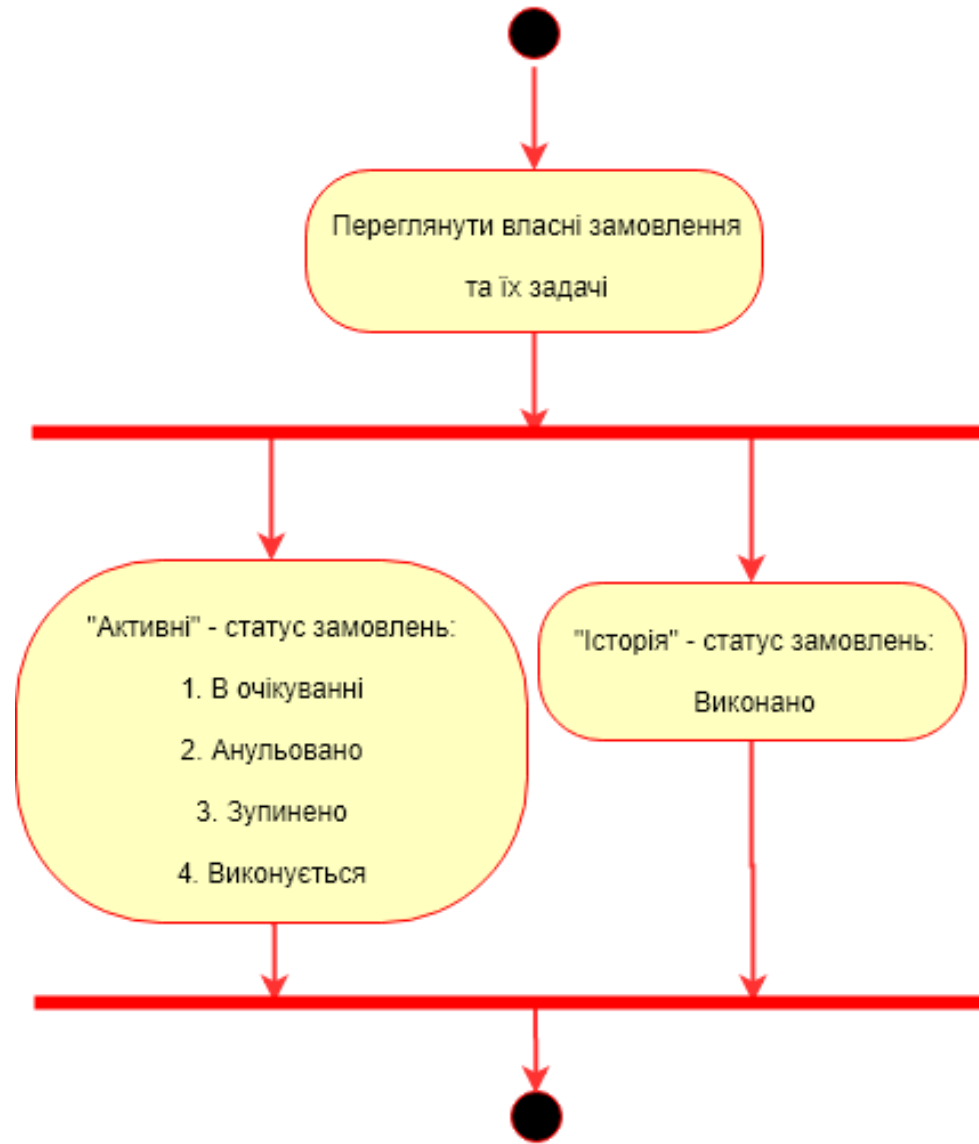 Переглянути власні замовлення
та їх задачі
"Активні" - статус замовлень:
1. В очікуванні
2. Анульовано
3. Зупинено
4. Виконується
"Історія" - статус замовлень:
Виконано